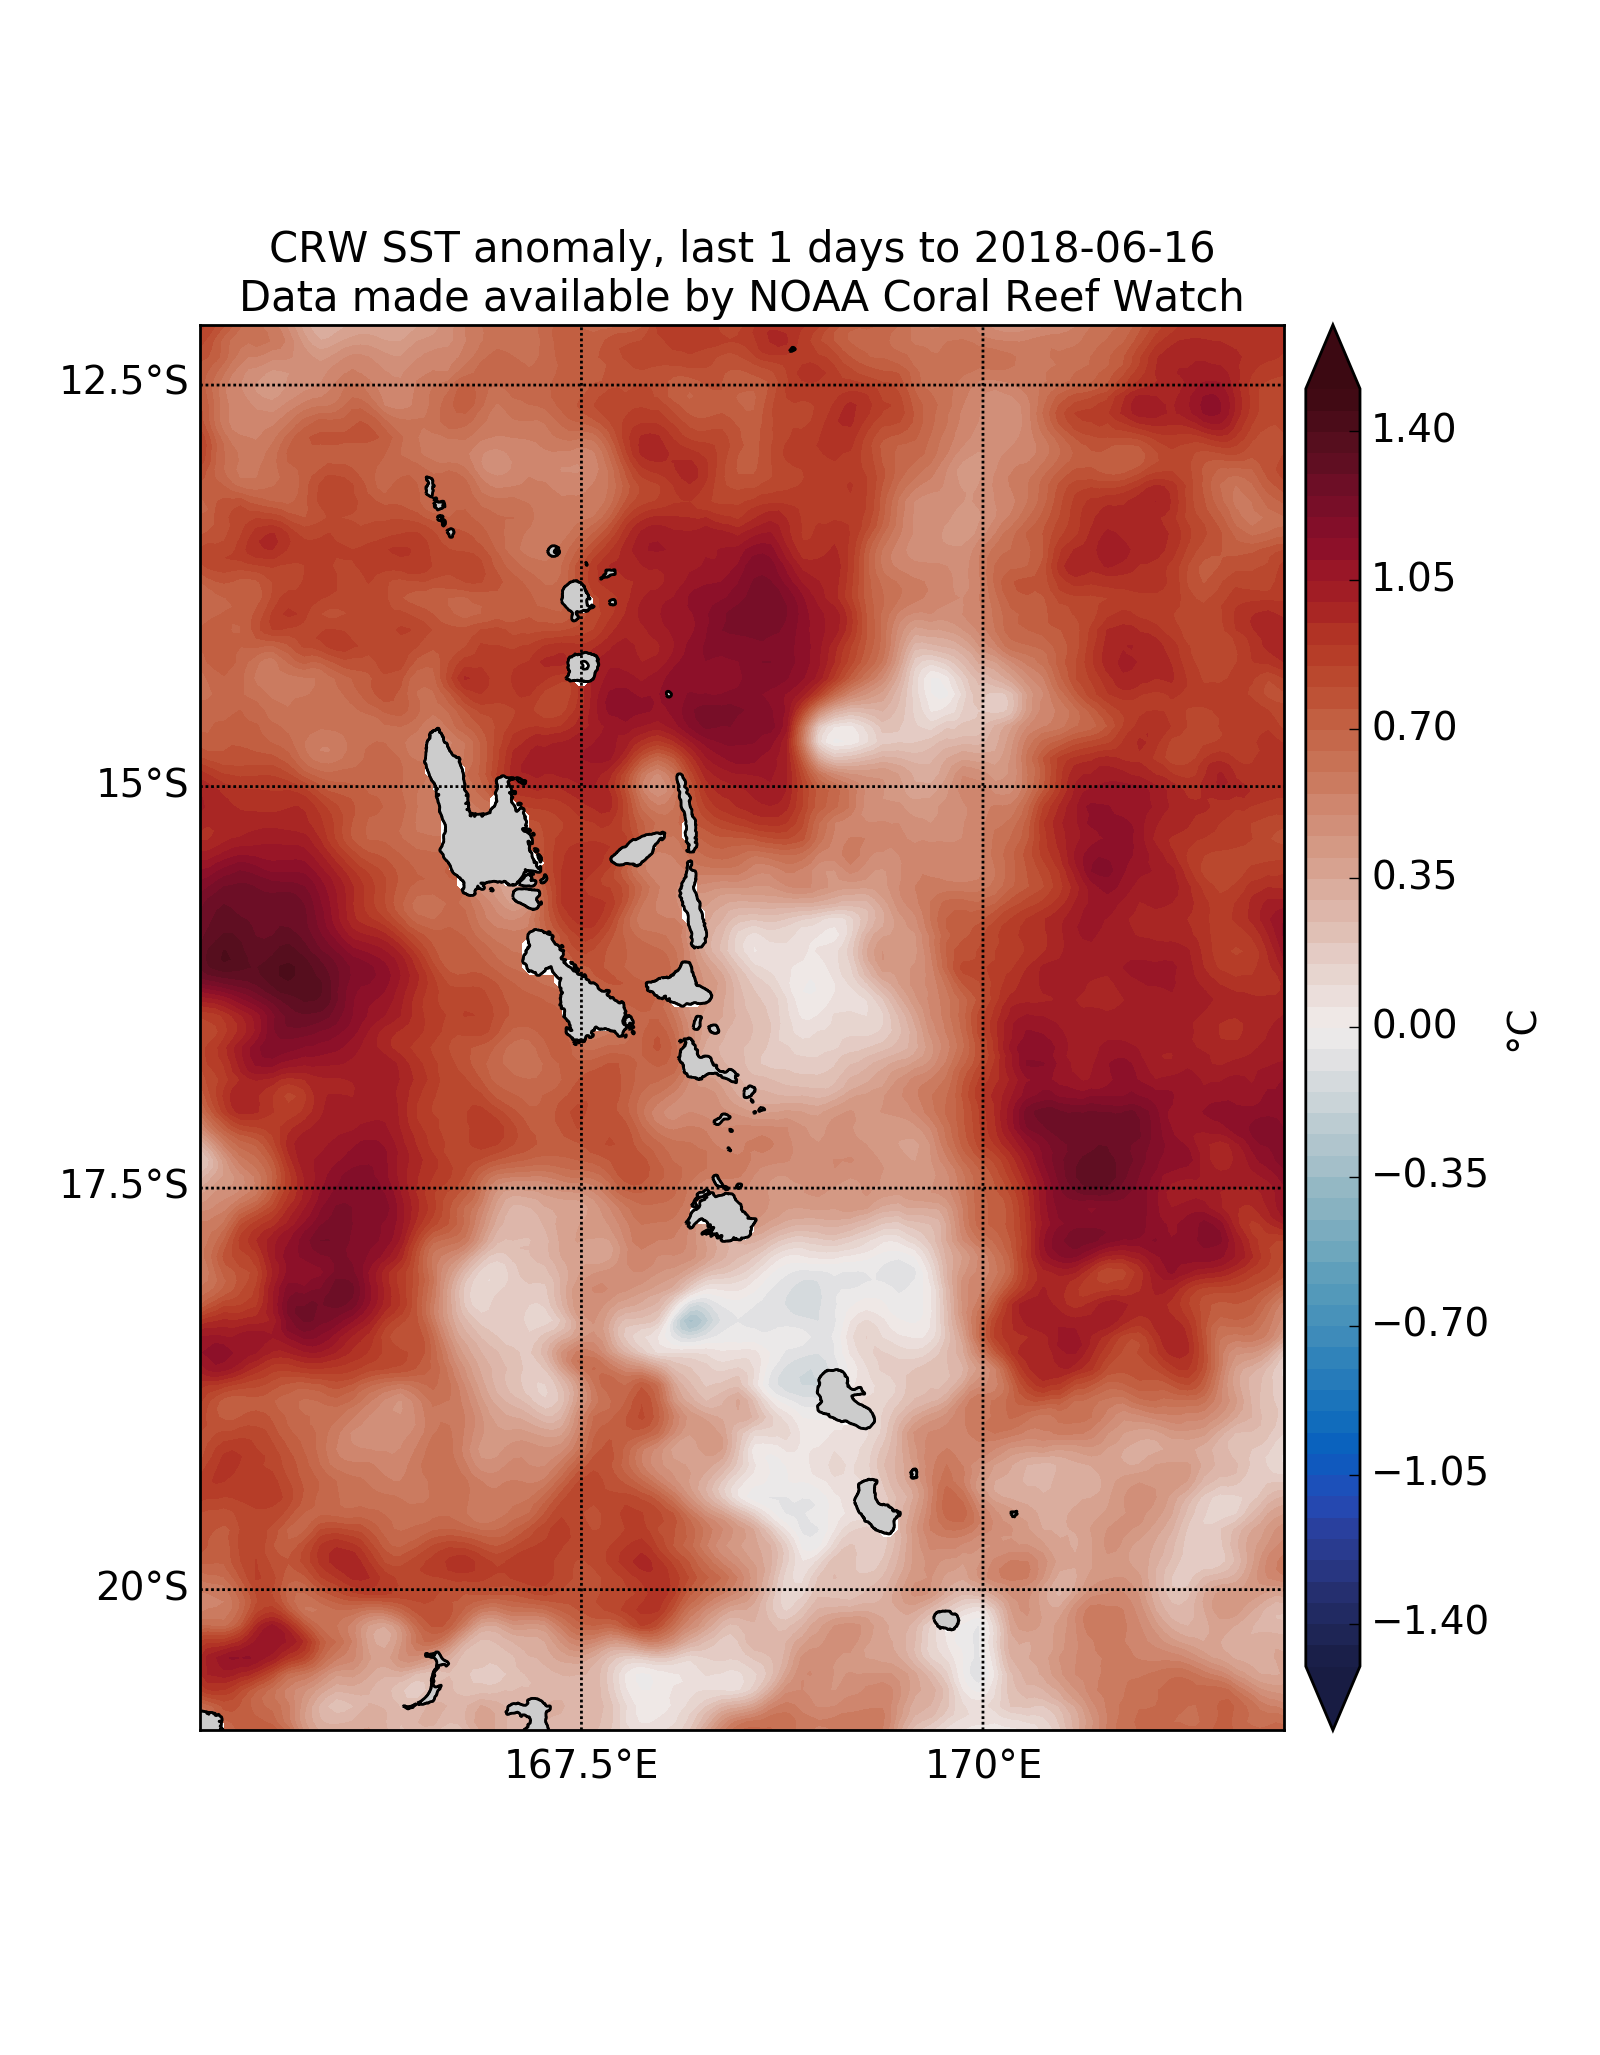 CRW SST anomaly, last 1 days to 2018-06-16
Data made available by NOAA Coral Reef Watch
12.5°S
15°S
17.5°S
20°S
167.5°E
170°E
1.40
1.05
0.70
0.35
0.00
−0.35
−0.70
−1.05
−1.40
°C